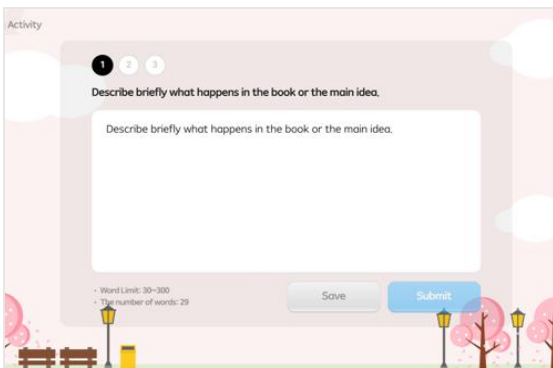 Activity
1 2 3
Describe briefly what happens in the book or the main idea.
Describe briefly what happens in the book or the main idea.
• Word Limit: 30~300
• The number of words: 29
Save
Submit